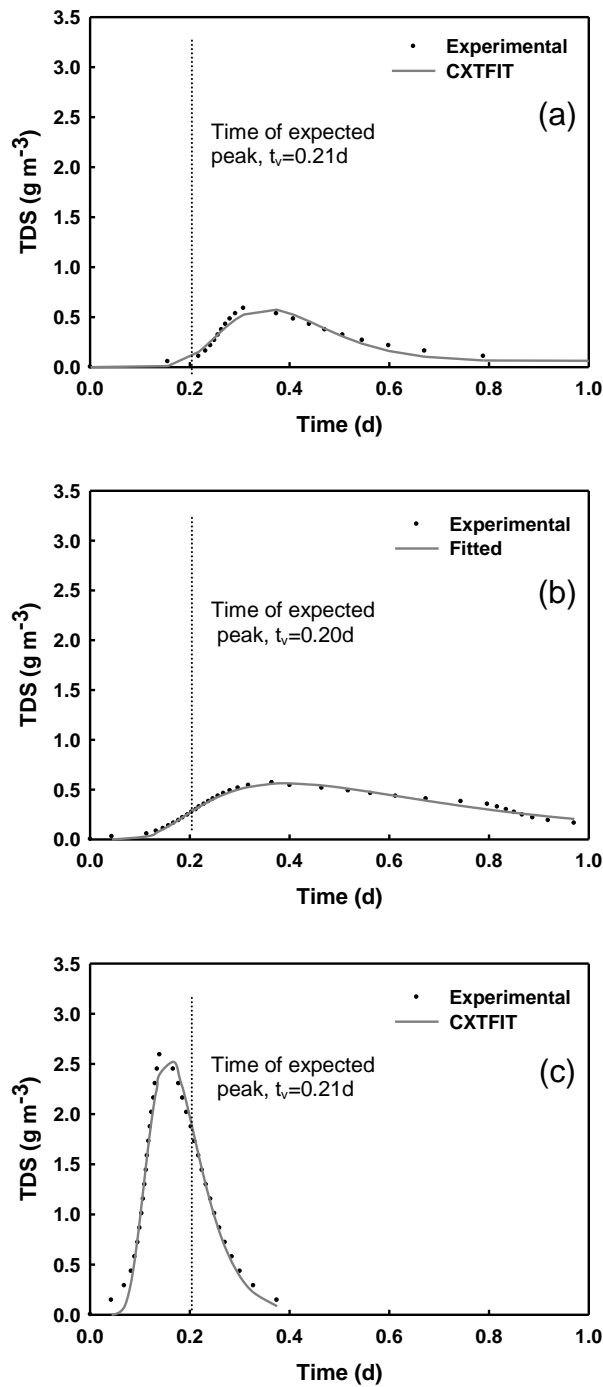 3.5
Experimental
3.0
CXTFIT
(a)
2.5
Time of expected
peak, tᵥ=0.21d
2.0
TDS (g m⁻³)
1.5
1.0
0.5
0.0
0.0 0.2 0.4 0.6 0.8 1.0
Time (d)
3.5
Experimental
3.0
Fitted
(b)
2.5
Time of expected
peak, tᵥ=0.20d
2.0
TDS (g m⁻³)
1.5
1.0
0.5
0.0
0.0 0.2 0.4 0.6 0.8 1.0
Time (d)
3.5
Experimental
3.0
CXTFIT
(c)
2.5
Time of expected
peak, tᵥ=0.21d
2.0
TDS (g m⁻³)
1.5
1.0
0.5
0.0
0.0 0.2 0.4 0.6 0.8 1.0
Time (d)